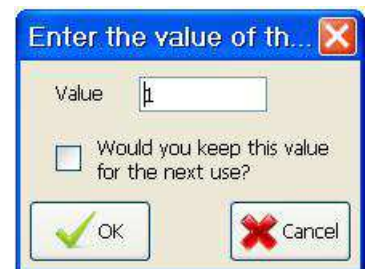 Enter the value of th...
Value 1
Would you keep this value
for the next use?
OK Cancel